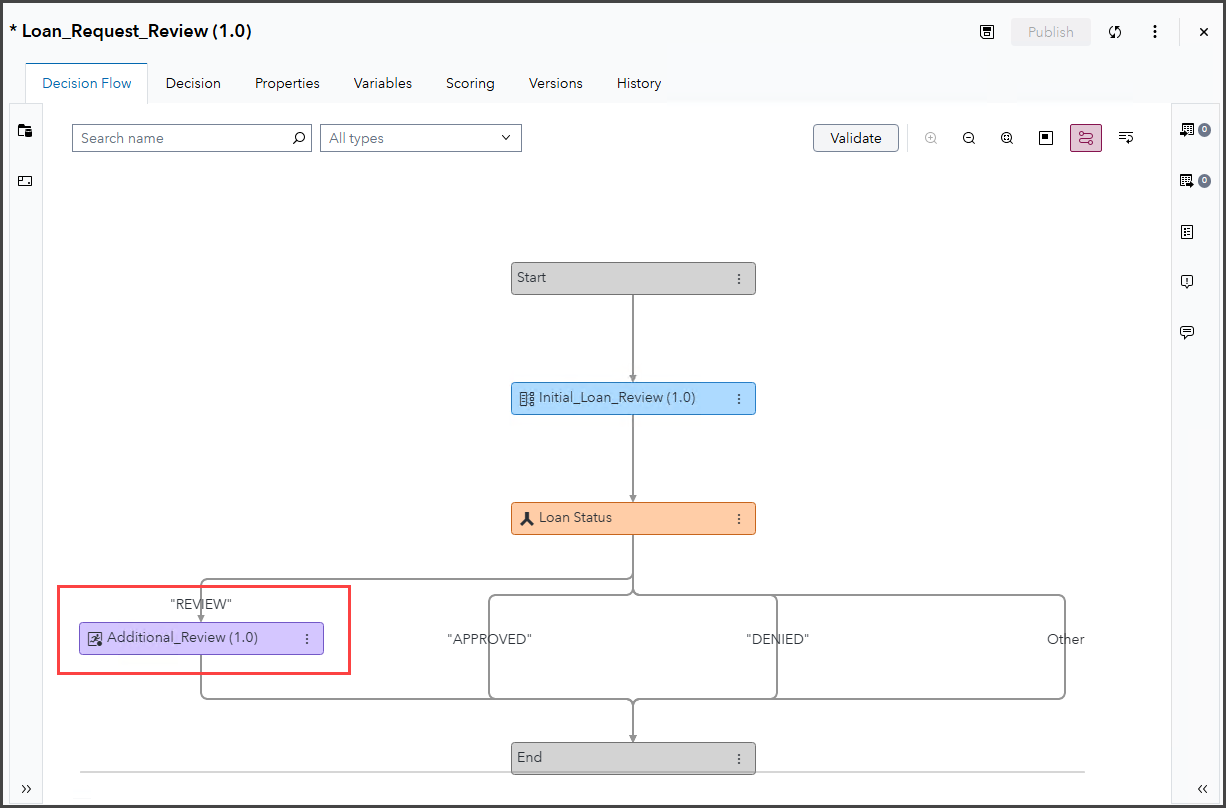 * Loan_Request_Review (1.0)
Publish
Decision Flow
Decision
Properties
Variables
Scoring
Versions
History
Search name
All types
Validate
0
0
Start
Initial_Loan_Review (1.0)
Loan Status
"REVIEW"
Additional_Review (1.0)
"APPROVED"
"DENIED"
Other
End